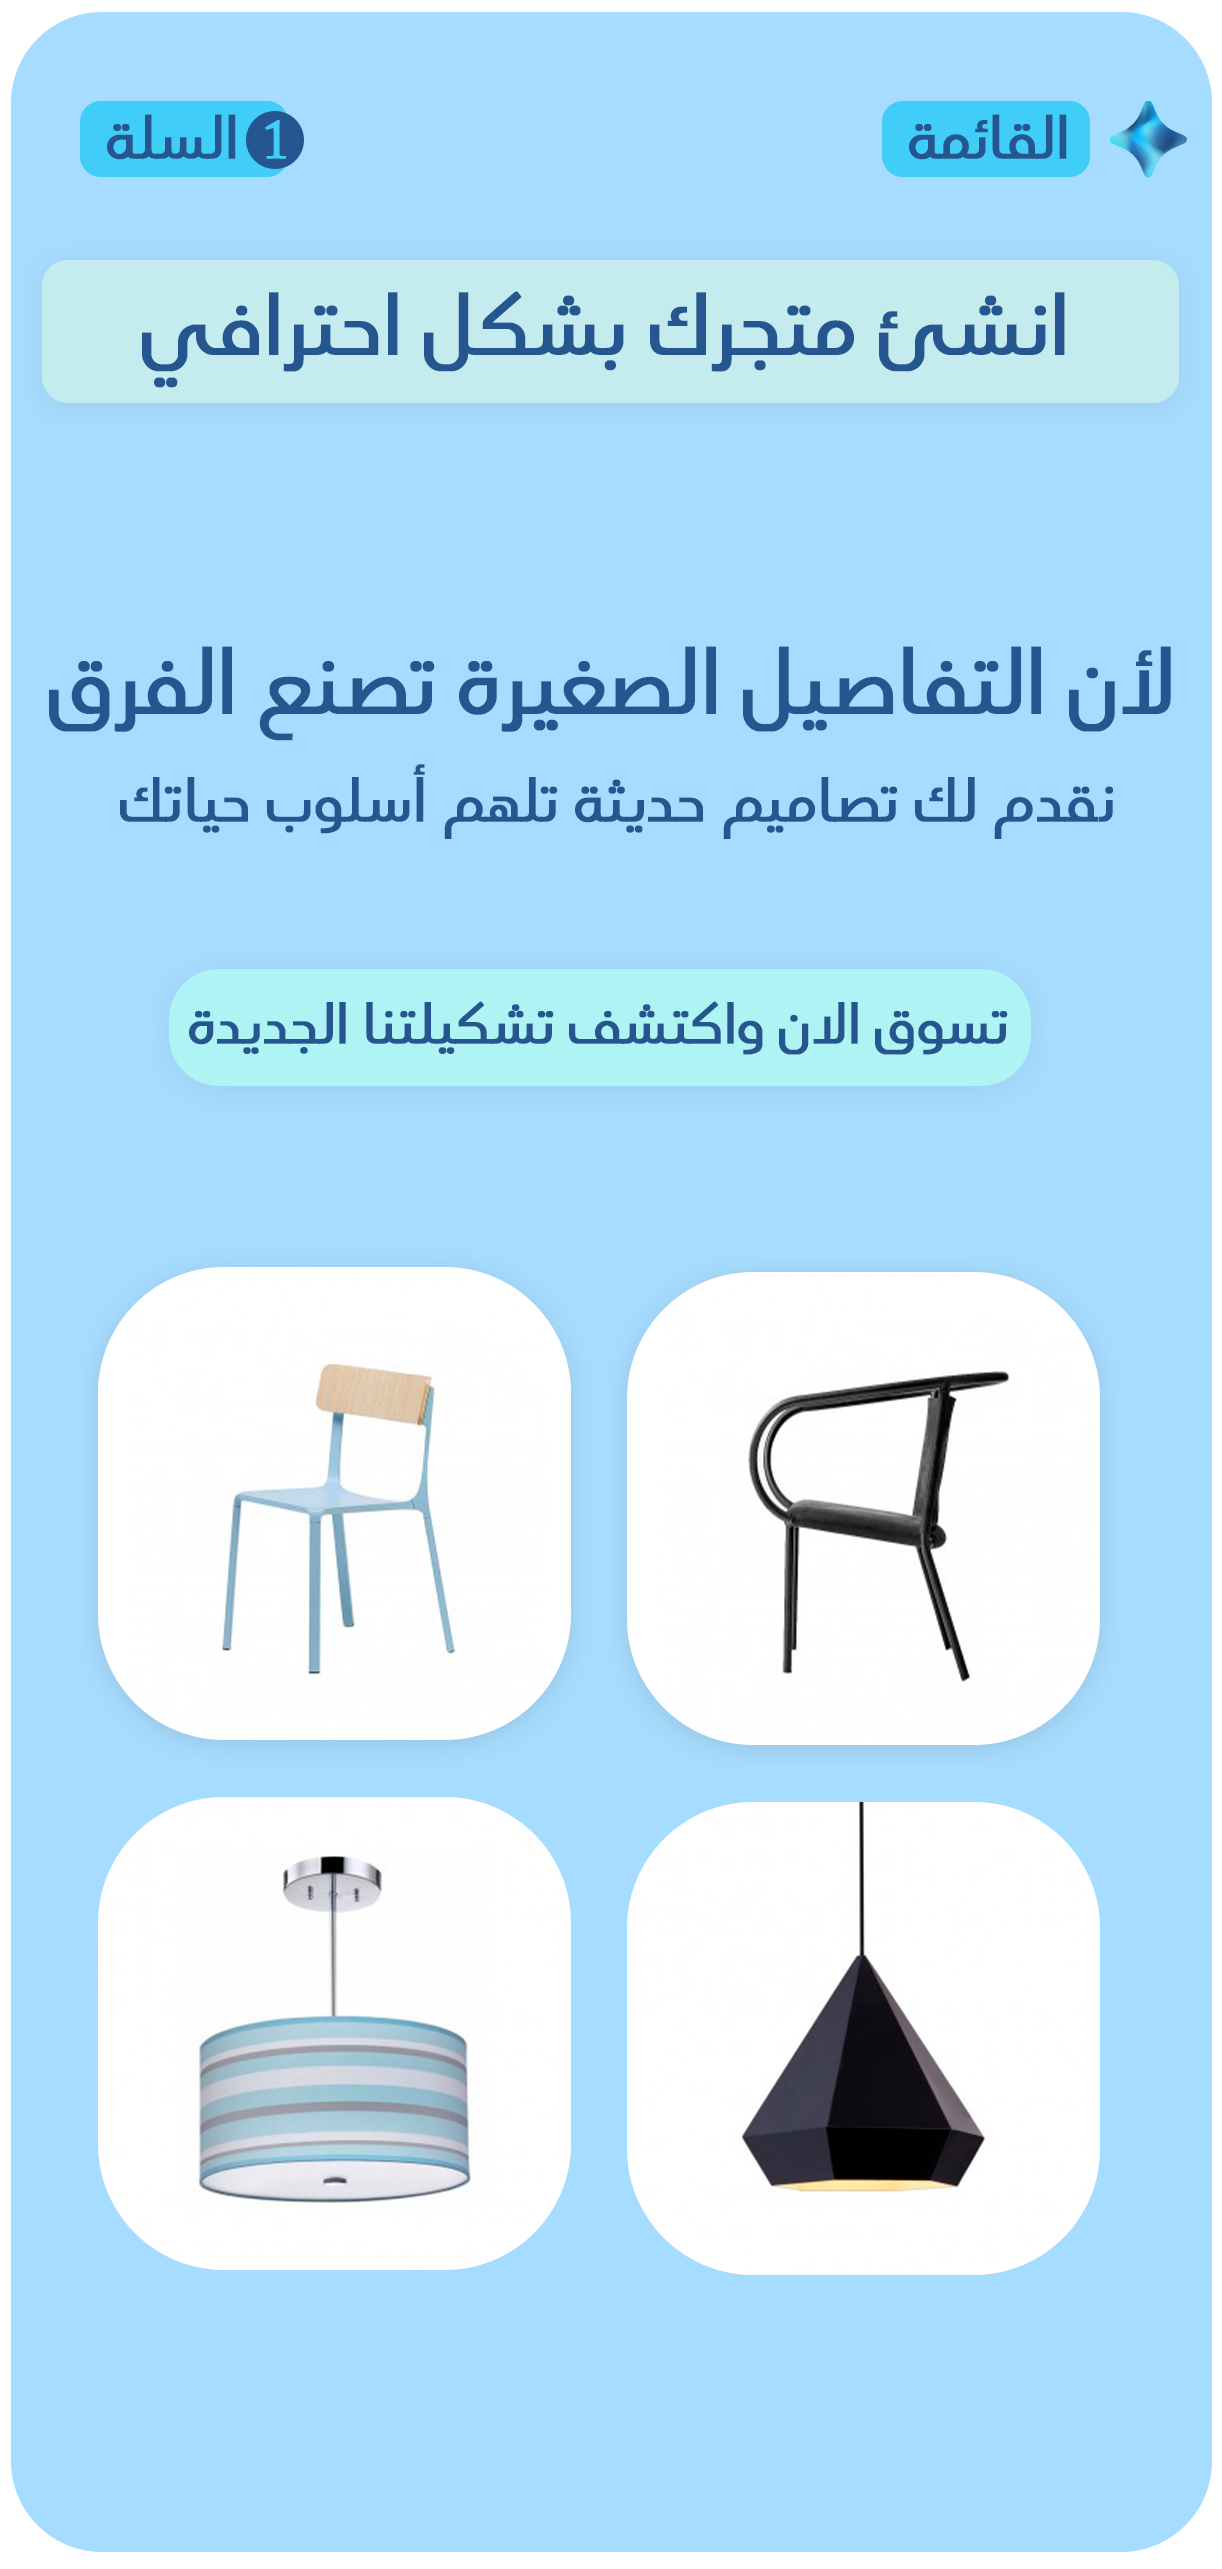 القائمة
1 السلة
انشئ متجرك بشكل احترافي
لأن التفاصيل الصغيرة تصنع الفرق
نقدم لك تصاميم حديثة تلهم أسلوب حياتك
تسوق الان واكتشف تشكيلتنا الجديدة